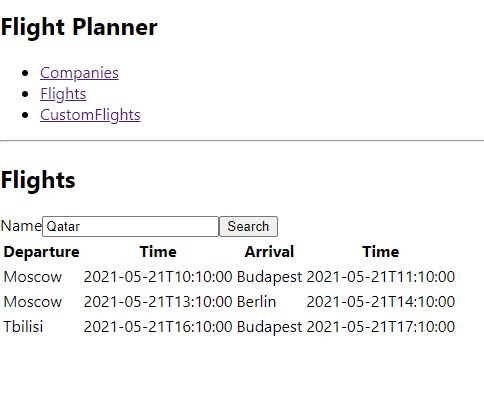 Flight Planner
Companies
Flights
CustomFlights
Flights
Name Qatar Search
Departure Time Arrival Time
Moscow 2021-05-21T10:10:00 Budapest 2021-05-21T11:10:00
Moscow 2021-05-21T13:10:00 Berlin 2021-05-21T14:10:00
Tbilisi 2021-05-21T16:10:00 Budapest 2021-05-21T17:10:00